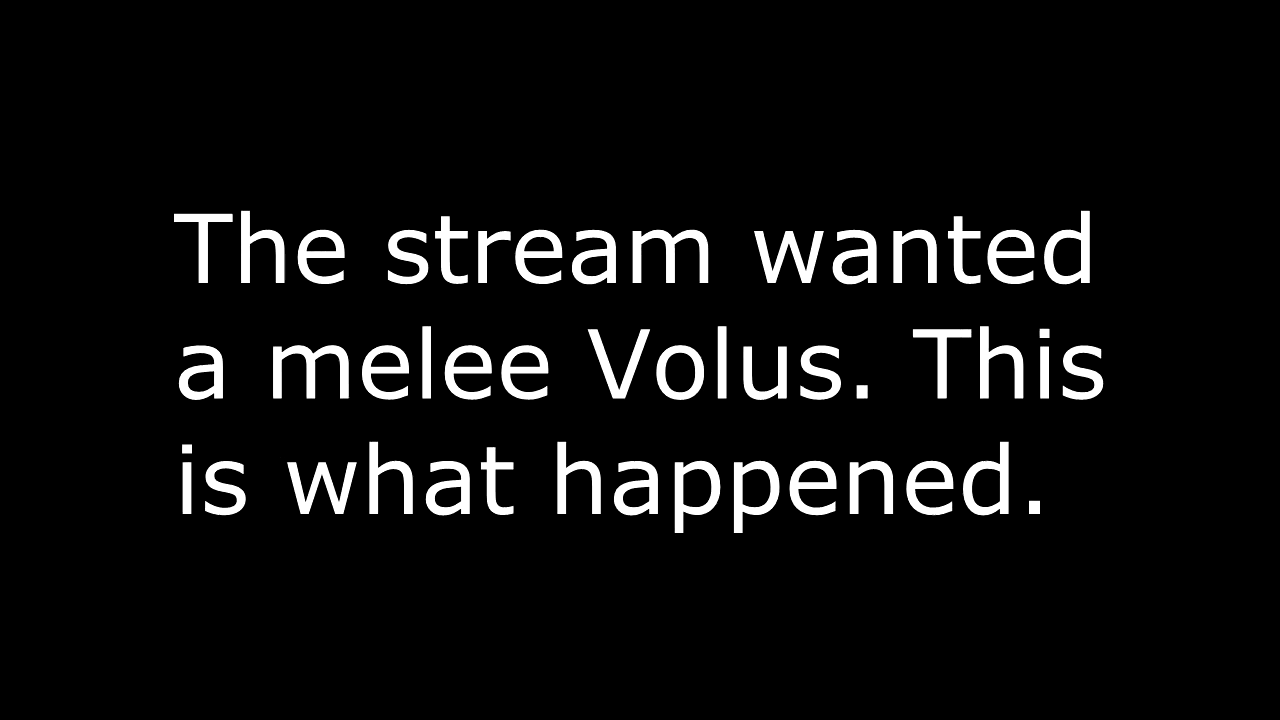 The stream wanted
a melee Volus. This
is what happened.